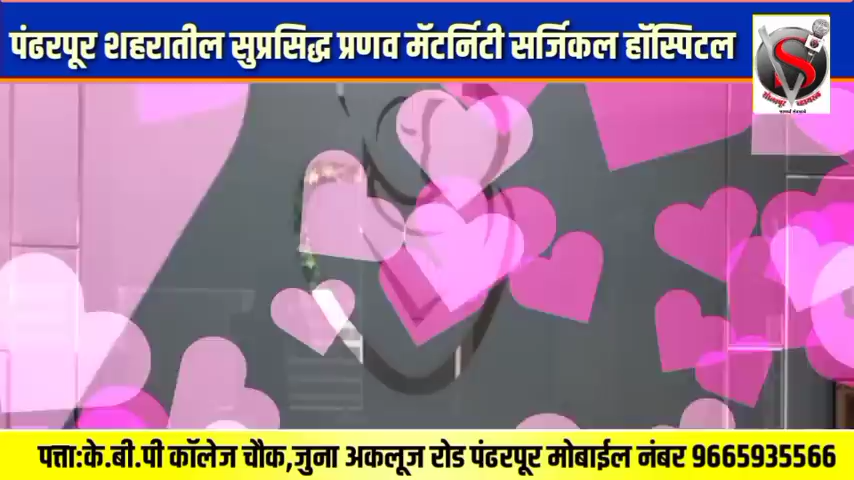 पंढरपूर शहरातील सुप्रसिद्ध प्रणव मॅटर्निटी सर्जिकल हॉस्पिटल
S
पत्ता:के.बी.पी कॉलेज चौक,जुना अकलूज रोड पंढरपूर मोबाईल नंबर 9665935566